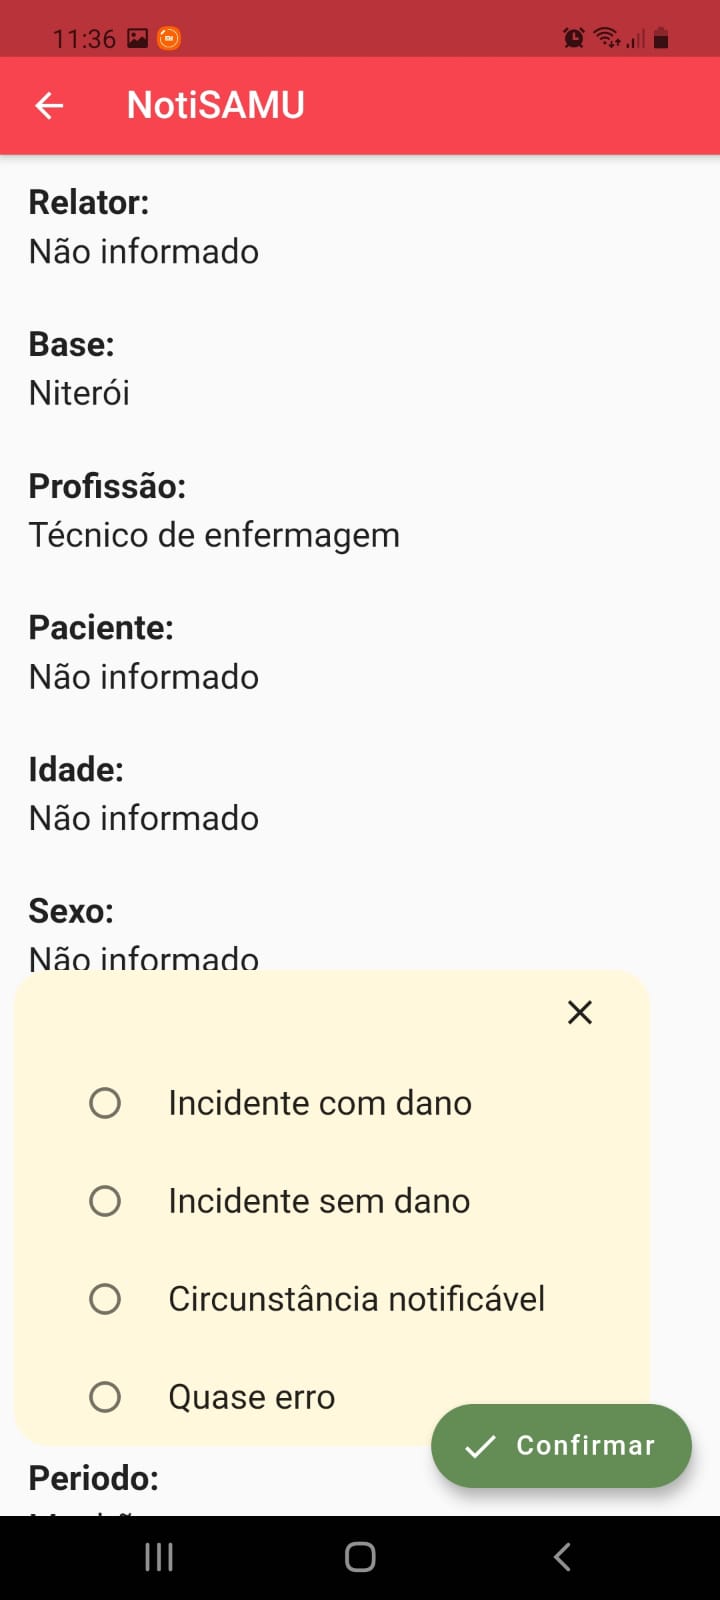 11:36
NotiSAMU
Relator:
Não informado
Base:
Niterói
Profissão:
Técnico de enfermagem
Paciente:
Não informado
Idade:
Não informado
Sexo:
Não informado
Incidente com dano
Incidente sem dano
Circunstância notificável
Quase erro
Confirmar
Periodo: